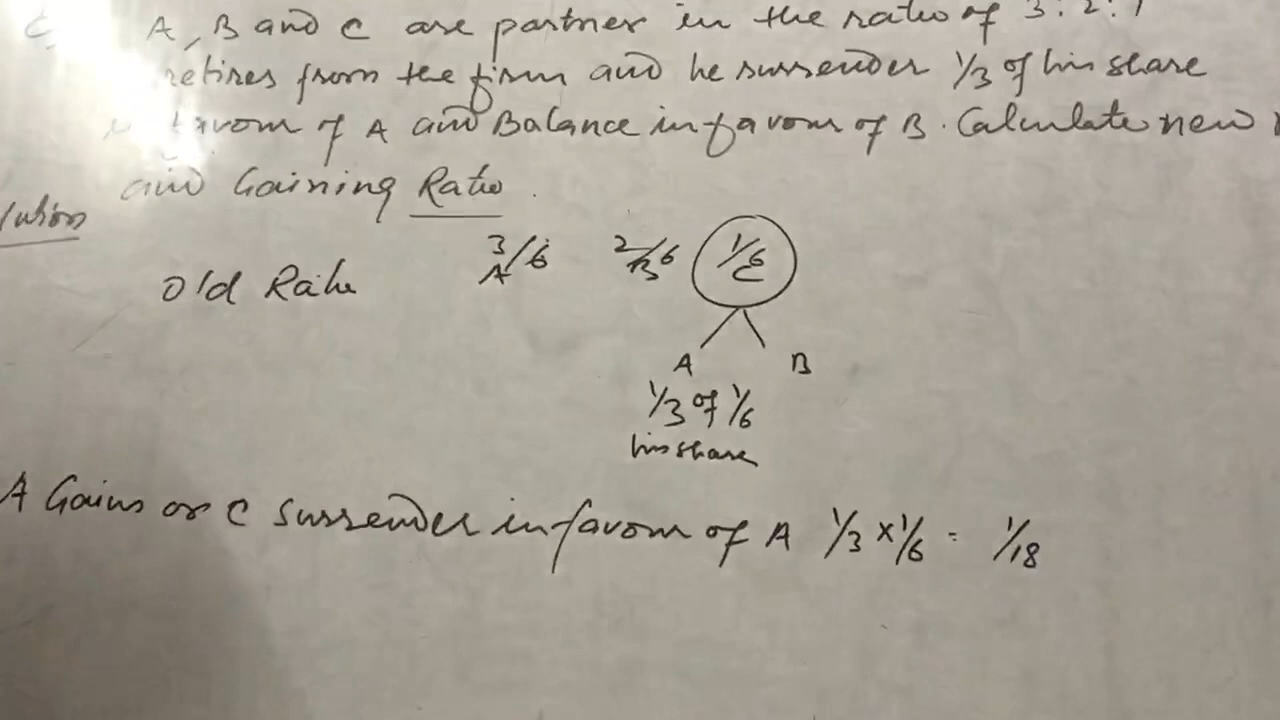 A, B and C are partner in the ratio of 3:2:1
retires from the firm and he surrender 1/3 of his share
favour of A and Balance in favour of B. Calculate new
and Gaining Ratio.
Old Ratio 3/6 A 2/6 B 1/6 C
A B
1/3 of 1/6
his share
A Gains or C surrender in favour of A 1/3 x 1/6 = 1/18